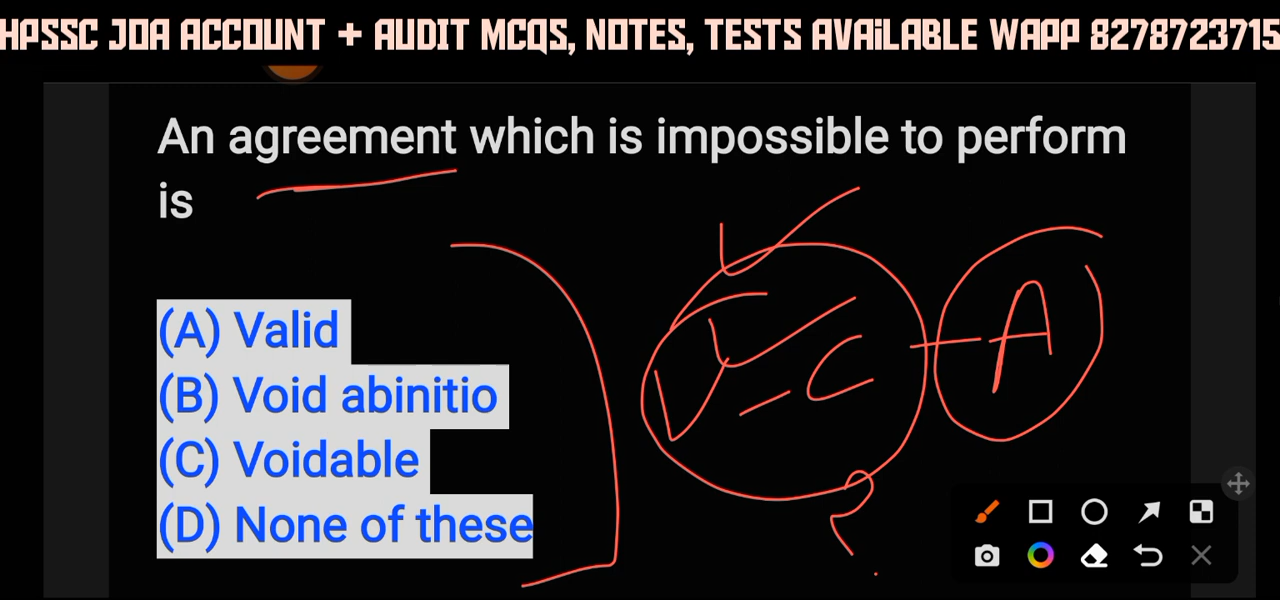 HPSSC JOA ACCOUNT + AUDIT MCQS, NOTES, TESTS AVAILABLE WAPP 8278723715
An agreement which is impossible to perform
is
(A) Valid
(B) Void abinitio
(C) Voidable
(D) None of these
V - C
A